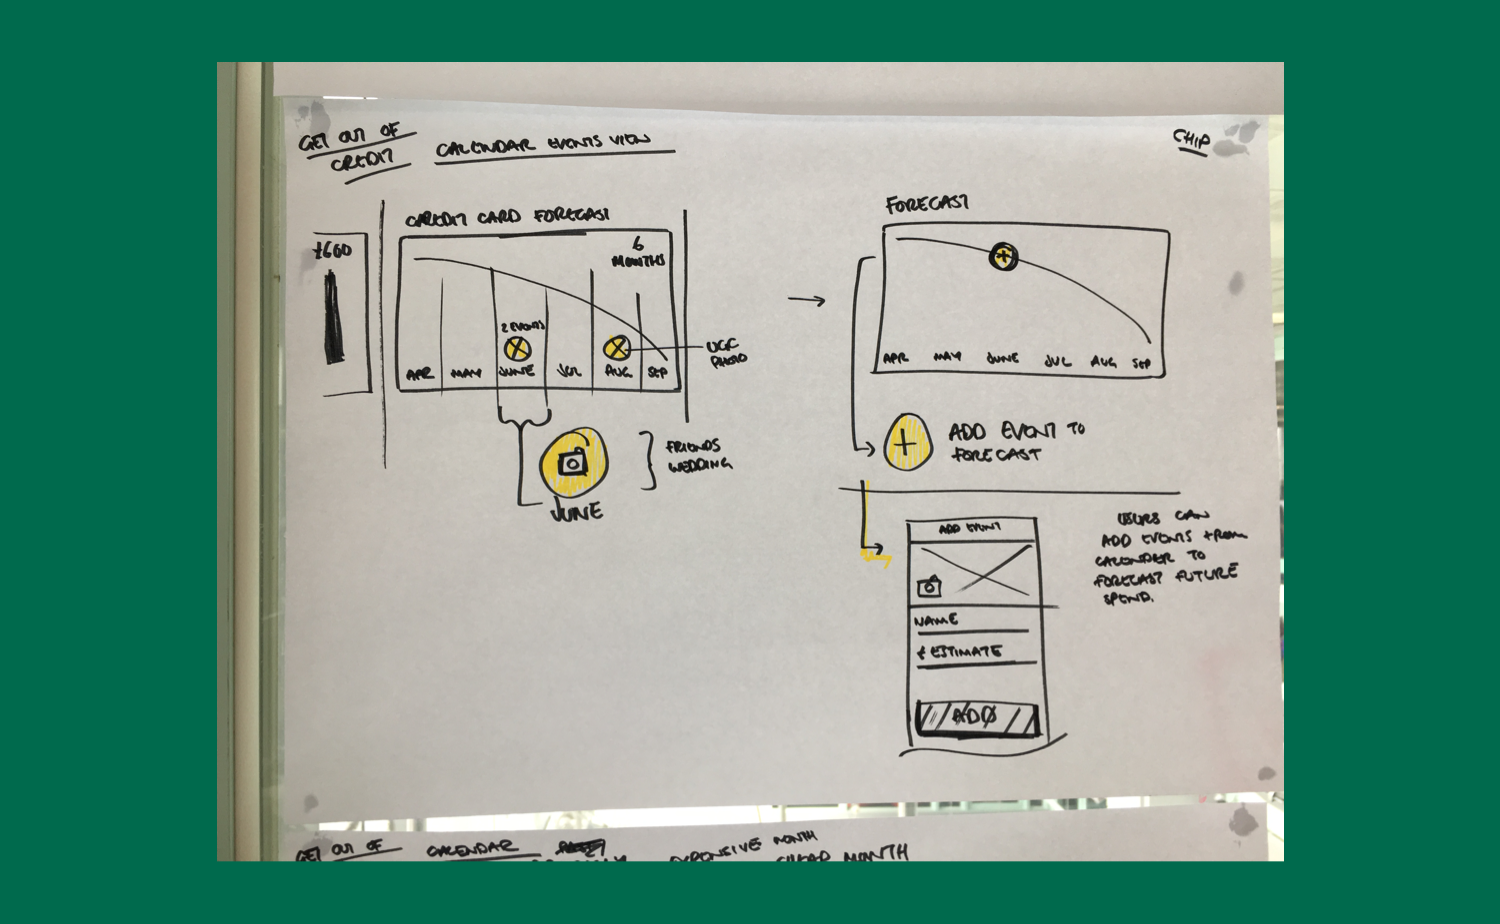 GET OUT OF
CREDIT
CALENDAR EVENTS VIEW
CHIP
£600
CREDIT CARD FORECAST
6
MONTHS
2 EVENTS
APR MAY JUNE JUL AUG SEP
UGC
PHOTO
FRIENDS
WEDDING
JUNE
FORECAST
APR MAY JUNE JUL AUG SEP
+
ADD EVENT TO
FORECAST
ADD EVENT
NAME
£ ESTIMATE
ADD
USERS CAN
ADD EVENTS FROM
CALENDER TO
FORECAST FUTURE
SPEND.
GET OUT OF
CALENDAR
EXPENSIVE MONTH
CHEAP MONTH